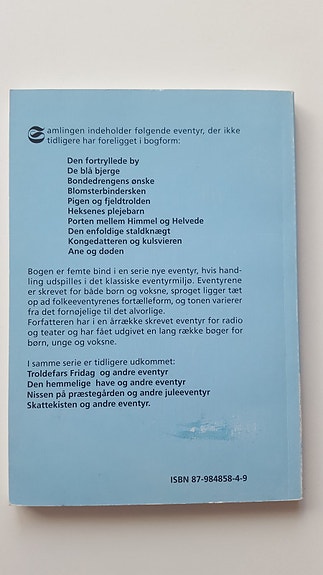 Samlingen indeholder følgende eventyr, der ikke
tidligere har foreligget i bogform:
Den fortryllede by
De blå bjerge
Bondedrengens ønske
Blomsterbindersken
Pigen og fjeldtrolden
Heksenes plejebarn
Porten mellem Himmel og Helvede
Den enfoldige staldknægt
Kongedatteren og kulsvieren
Ane og døden
Bogen er femte bind i en serie nye eventyr, hvis hand-
ling udspilles i det klassiske eventyrmiljø. Eventyrene
er skrevet for både børn og voksne, sproget ligger tæt
op ad folkeeventyrenes fortælleform, og tonen varierer
fra det fornøjelige til det alvorlige.
Forfatteren har i en årrække skrevet eventyr for radio
og teater og har fået udgivet en lang række bøger for
børn, unge og voksne.
I samme serie er tidligere udkommet:
Troldefars Fridag og andre eventyr
Den hemmelige have og andre eventyr
Nissen på præstegården og andre juleeventyr
Skattekisten og andre eventyr.
ISBN 87-984858-4-9